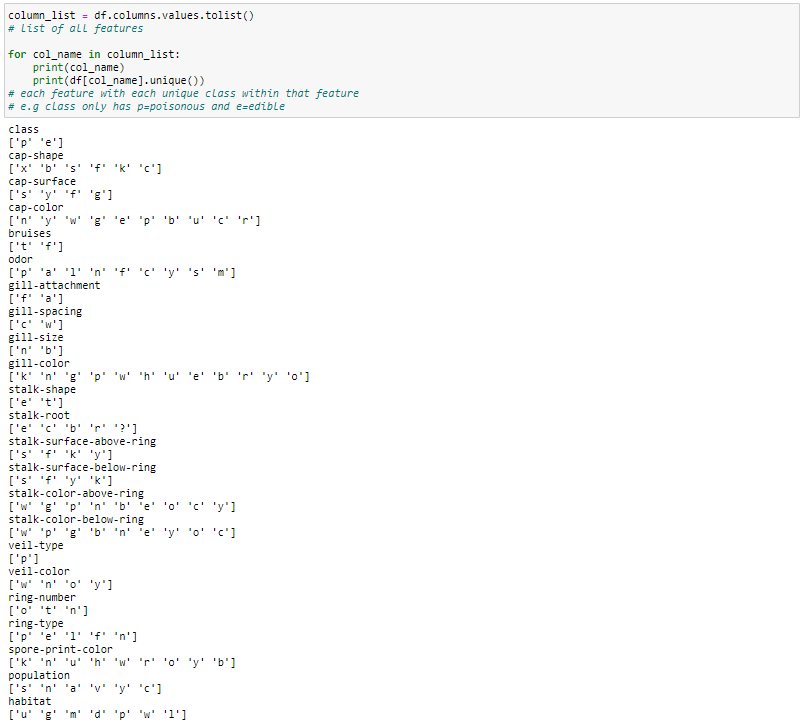 column_list = df.columns.values.tolist()
# list of all features
for col_name in column_list:
    print(col_name)
    print(df[col_name].unique())
# each feature with each unique class within that feature
# e.g class only has p=poisonous and e=edible
class
['p' 'e']
cap-shape
['x' 'b' 's' 'f' 'k' 'c']
cap-surface
['s' 'y' 'f' 'g']
cap-color
['n' 'y' 'w' 'g' 'e' 'p' 'b' 'u' 'c' 'r']
bruises
['t' 'f']
odor
['p' 'a' 'l' 'n' 'f' 'c' 'y' 's' 'm']
gill-attachment
['f' 'a']
gill-spacing
['c' 'w']
gill-size
['n' 'b']
gill-color
['k' 'n' 'g' 'p' 'w' 'h' 'u' 'e' 'b' 'r' 'y' 'o']
stalk-shape
['e' 't']
stalk-root
['e' 'c' 'b' 'r' '?']
stalk-surface-above-ring
['s' 'f' 'k' 'y']
stalk-surface-below-ring
['s' 'f' 'y' 'k']
stalk-color-above-ring
['w' 'g' 'p' 'n' 'b' 'e' 'o' 'c' 'y']
stalk-color-below-ring
['w' 'p' 'g' 'b' 'n' 'e' 'y' 'o' 'c']
veil-type
['p']
veil-color
['w' 'n' 'o' 'y']
ring-number
['o' 't' 'n']
ring-type
['p' 'e' 'l' 'f' 'n']
spore-print-color
['k' 'n' 'u' 'h' 'w' 'r' 'o' 'y' 'b']
population
['s' 'n' 'a' 'v' 'y' 'c']
habitat
['u' 'g' 'm' 'd' 'p' 'w' 'l']